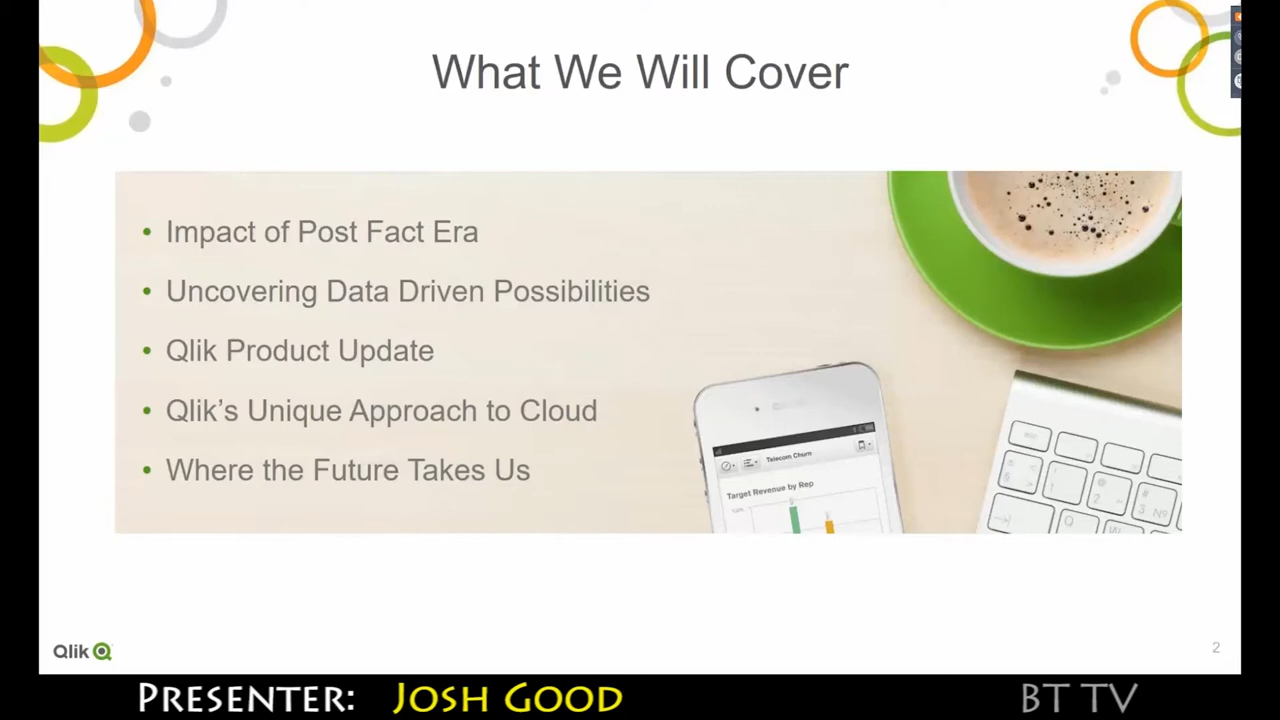 What We Will Cover
• Impact of Post Fact Era
• Uncovering Data Driven Possibilities
• Qlik Product Update
• Qlik’s Unique Approach to Cloud
• Where the Future Takes Us
Telecom Churn
Target Revenue by Rep
Qlik
2
Presenter: Josh Good
BT TV